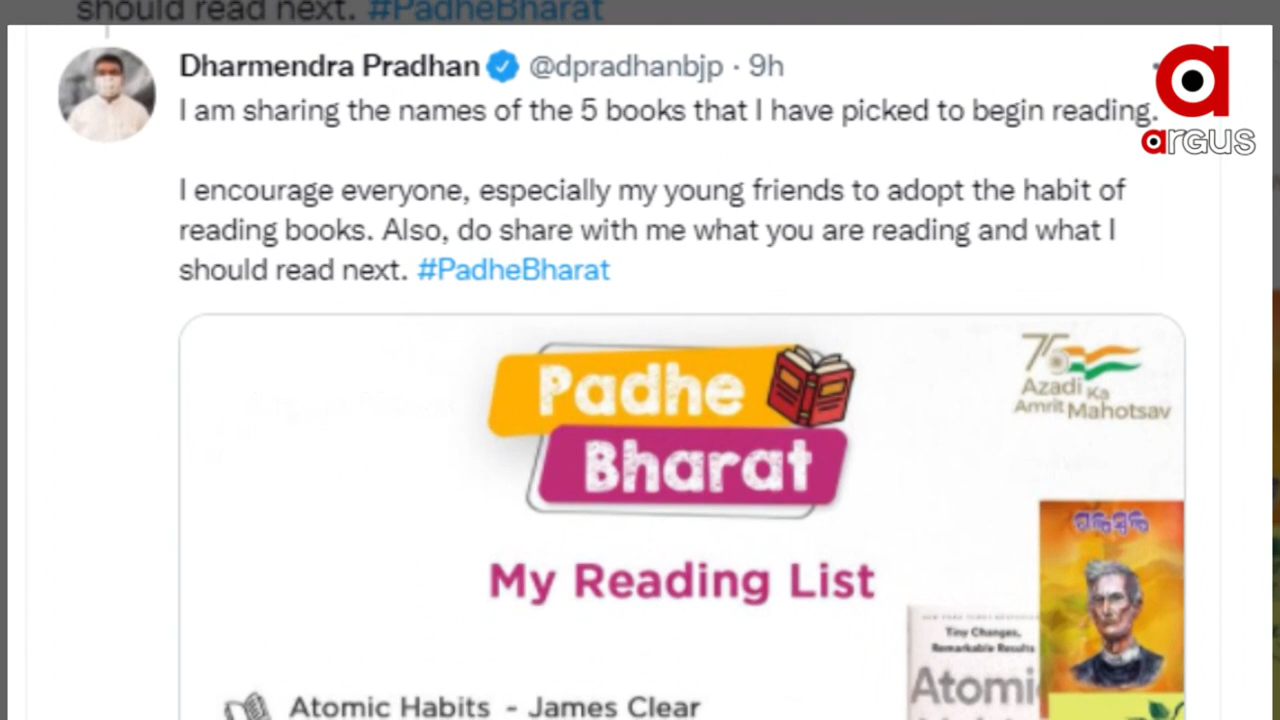 should read next. #PadheBharat
Dharmendra Pradhan @dpradhanbjp · 9h
I am sharing the names of the 5 books that I have picked to begin reading.
argus
I encourage everyone, especially my young friends to adopt the habit of
reading books. Also, do share with me what you are reading and what I
should read next. #PadheBharat
Padhe
Bharat
75
Azadi Ka
Amrit Mahotsav
My Reading List
Tiny Changes,
Remarkable Results
Atomi
Atomic Habits - James Clear